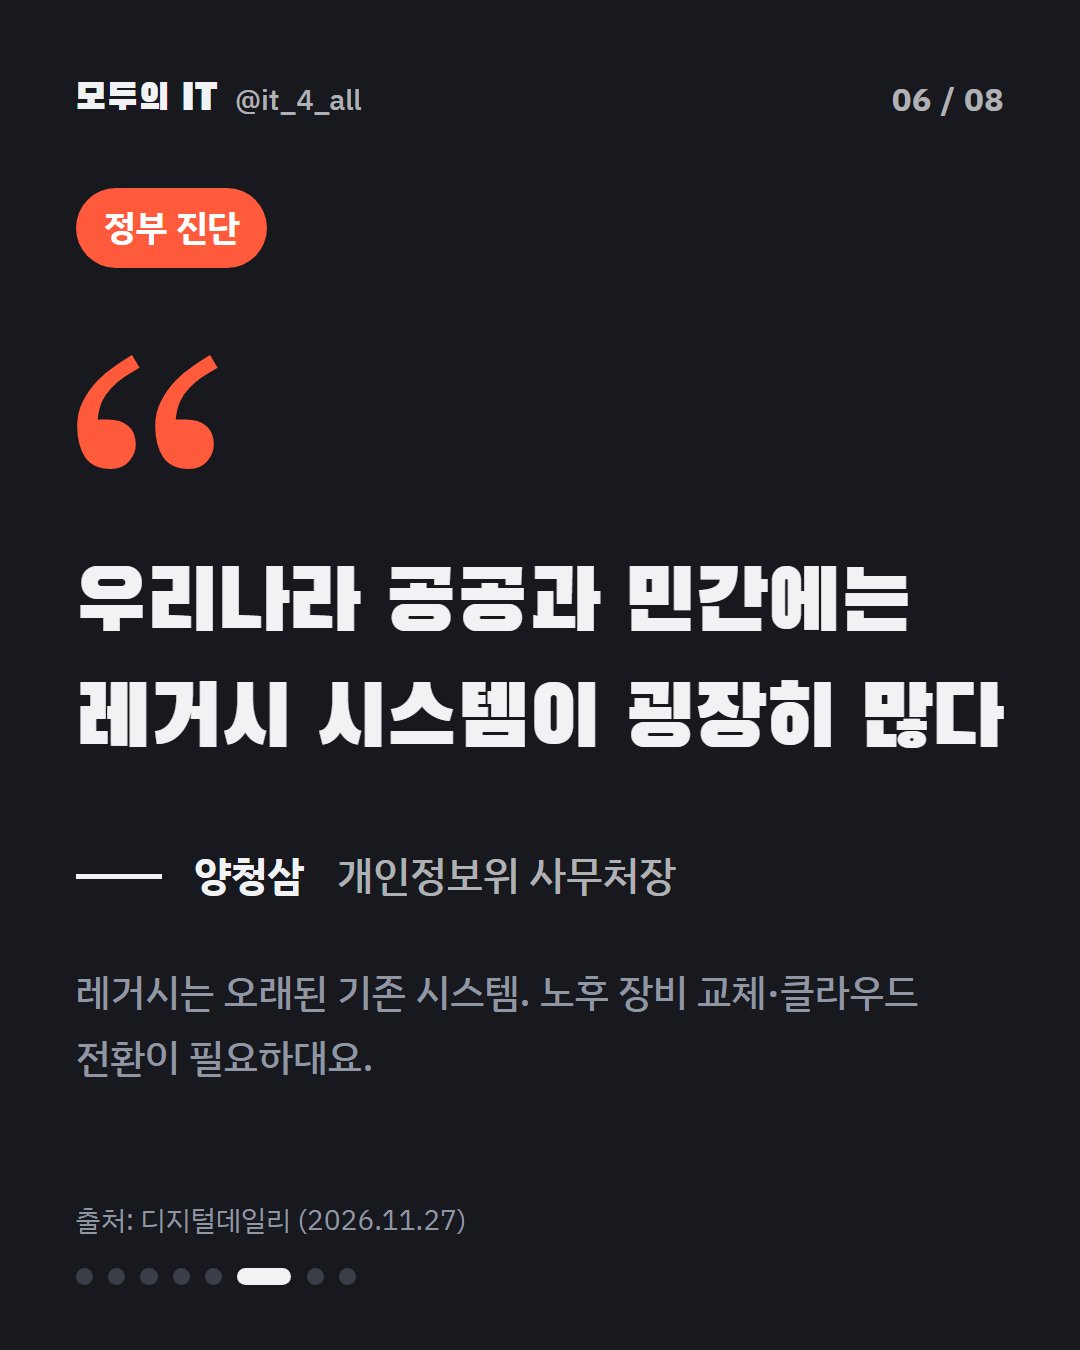 모두의 IT @it_4_all 06 / 08
정부 진단
“
우리나라 공공과 민간에는
레거시 시스템이 굉장히 많다
양청삼 개인정보위 사무처장
레거시는 오래된 기존 시스템. 노후 장비 교체·클라우드
전환이 필요하대요.
출처: 디지털데일리 (2026.11.27)